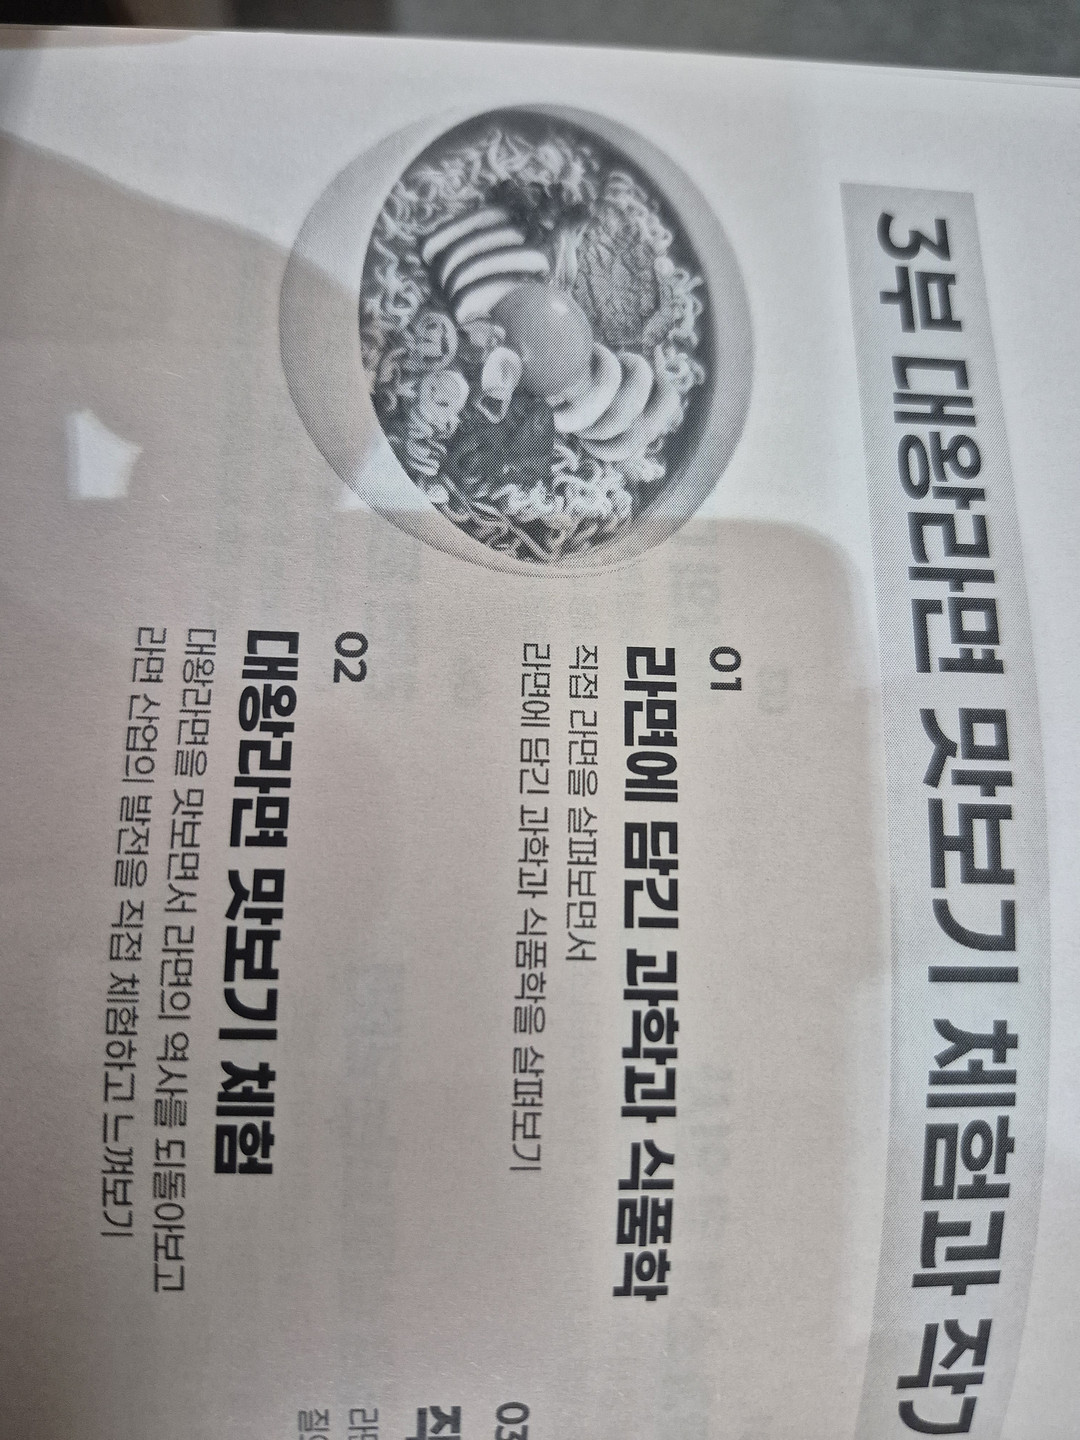 3부 대왕라면 맛보기 체험과
01
라면에 담긴 과학과 식품학
직접 라면을 살펴보면서
라면에 담긴 과학과 식품학을 살펴보기
02
대왕라면 맛보기 체험
대왕라면을 맛보면서 라면의 역사를 되돌아보고
라면 산업의 발전을 직접 체험하고 느껴보기
03